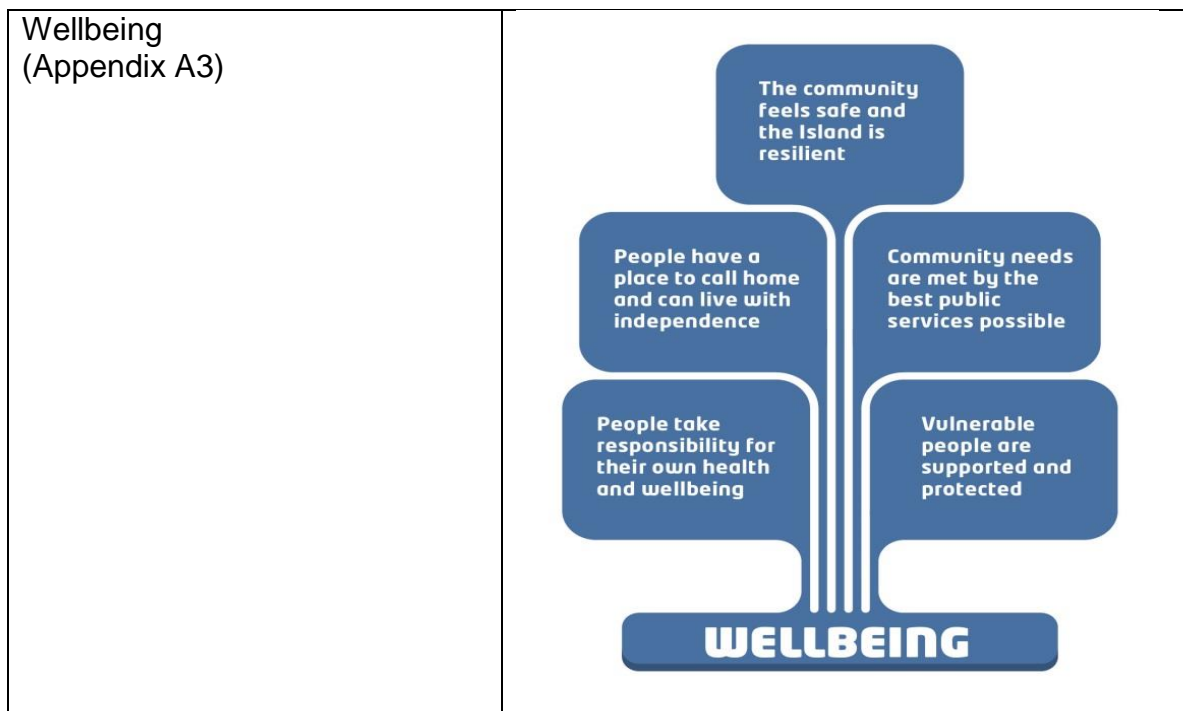 Wellbeing
(Appendix A3)
The community
feels safe and
the Island is
resilient
People have a
place to call home
and can live with
independence
Community needs
are met by the
best public
services possible
People take
responsibility for
their own health
and wellbeing
Vulnerable
people are
supported and
protected
WELLBEING